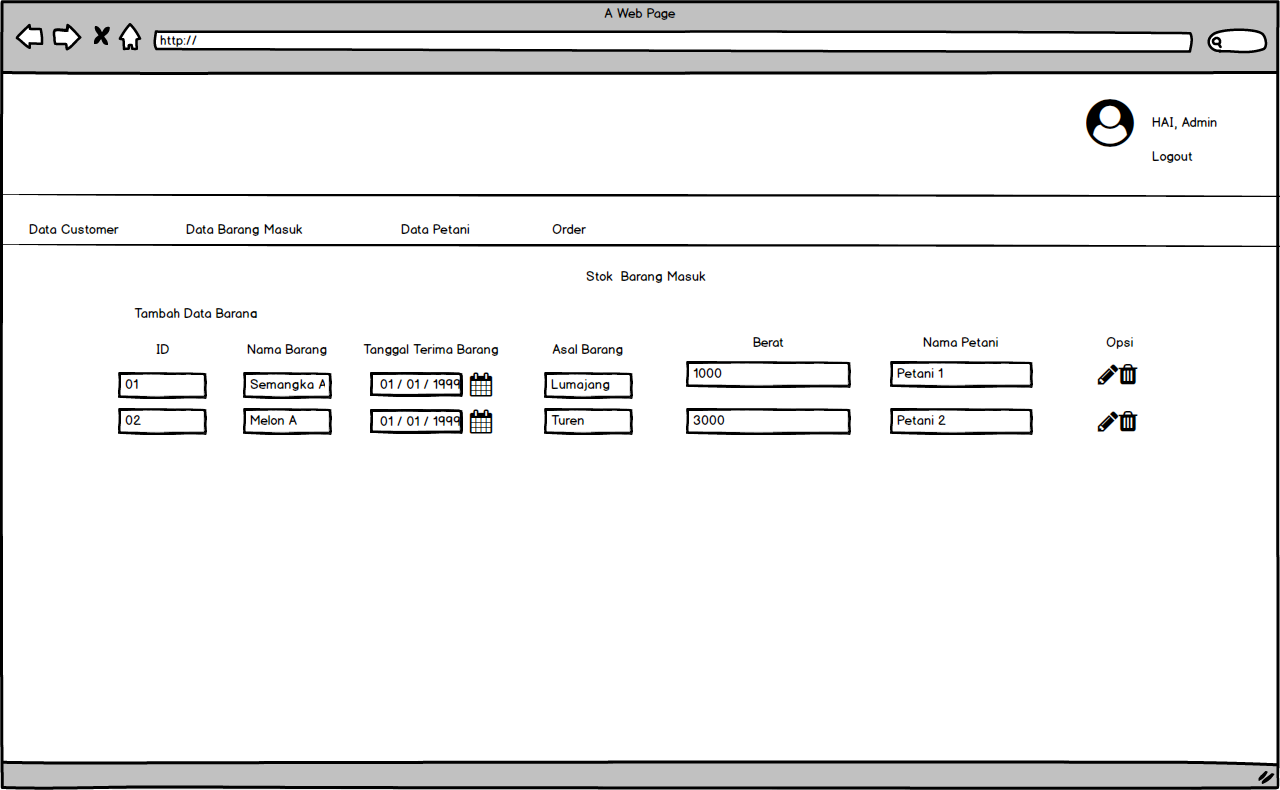 A Web Page
http://
HAI, Admin
Logout
Data Customer Data Barang Masuk Data Petani Order
Stok Barang Masuk
Tambah Data Barang
ID Nama Barang Tanggal Terima Barang Asal Barang Berat Nama Petani Opsi
01 Semangka A 01 / 01 / 1999 Lumajang 1000 Petani 1
02 Melon A 01 / 01 / 1999 Turen 3000 Petani 2